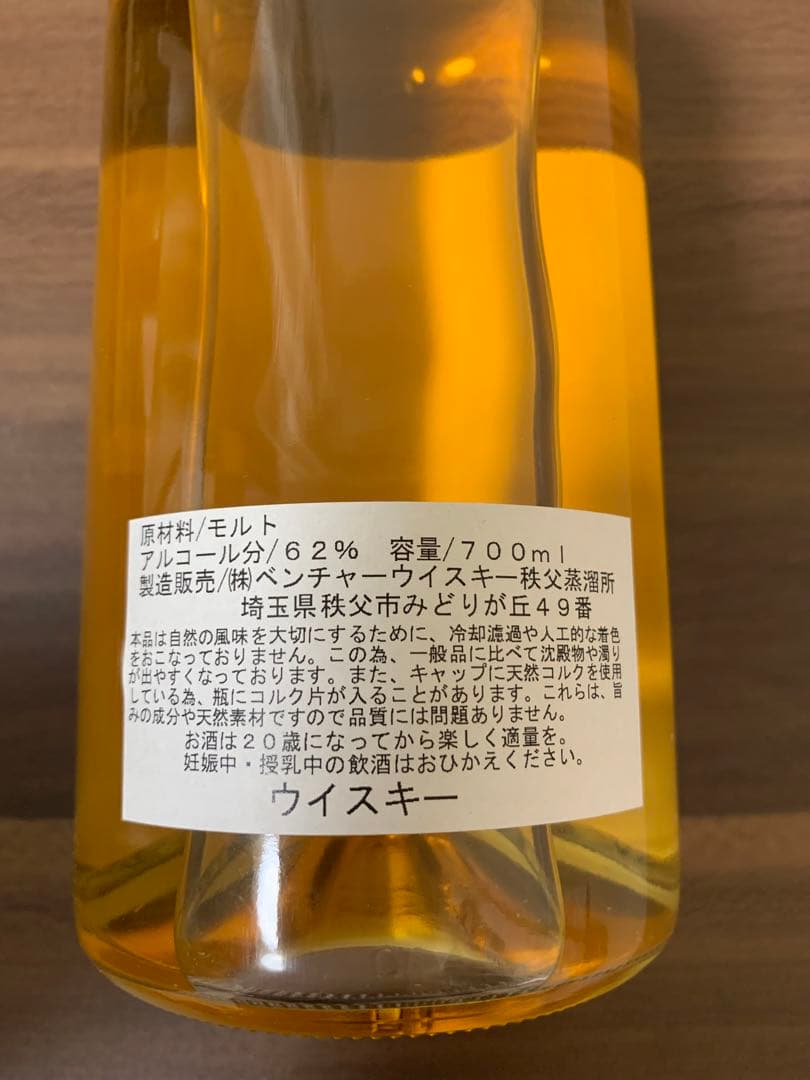 原材料/モルト
アルコール分/62% 容量/700ml
製造販売/㈱ベンチャーウイスキー秩父蒸溜所
埼玉県秩父市みどりが丘49番
本品は自然の風味を大切にするために、冷却濾過や人工的な着色
をおこなっておりません。この為、一般品に比べて沈殿物や濁り
が出やすくなっております。また、キャップに天然コルクを使用
している為、瓶にコルク片が入ることがあります。これらは、旨
みの成分や天然素材ですので品質には問題ありません。
お酒は20歳になってから楽しく適量を。
妊娠中・授乳中の飲酒はおひかえください。
ウイスキー